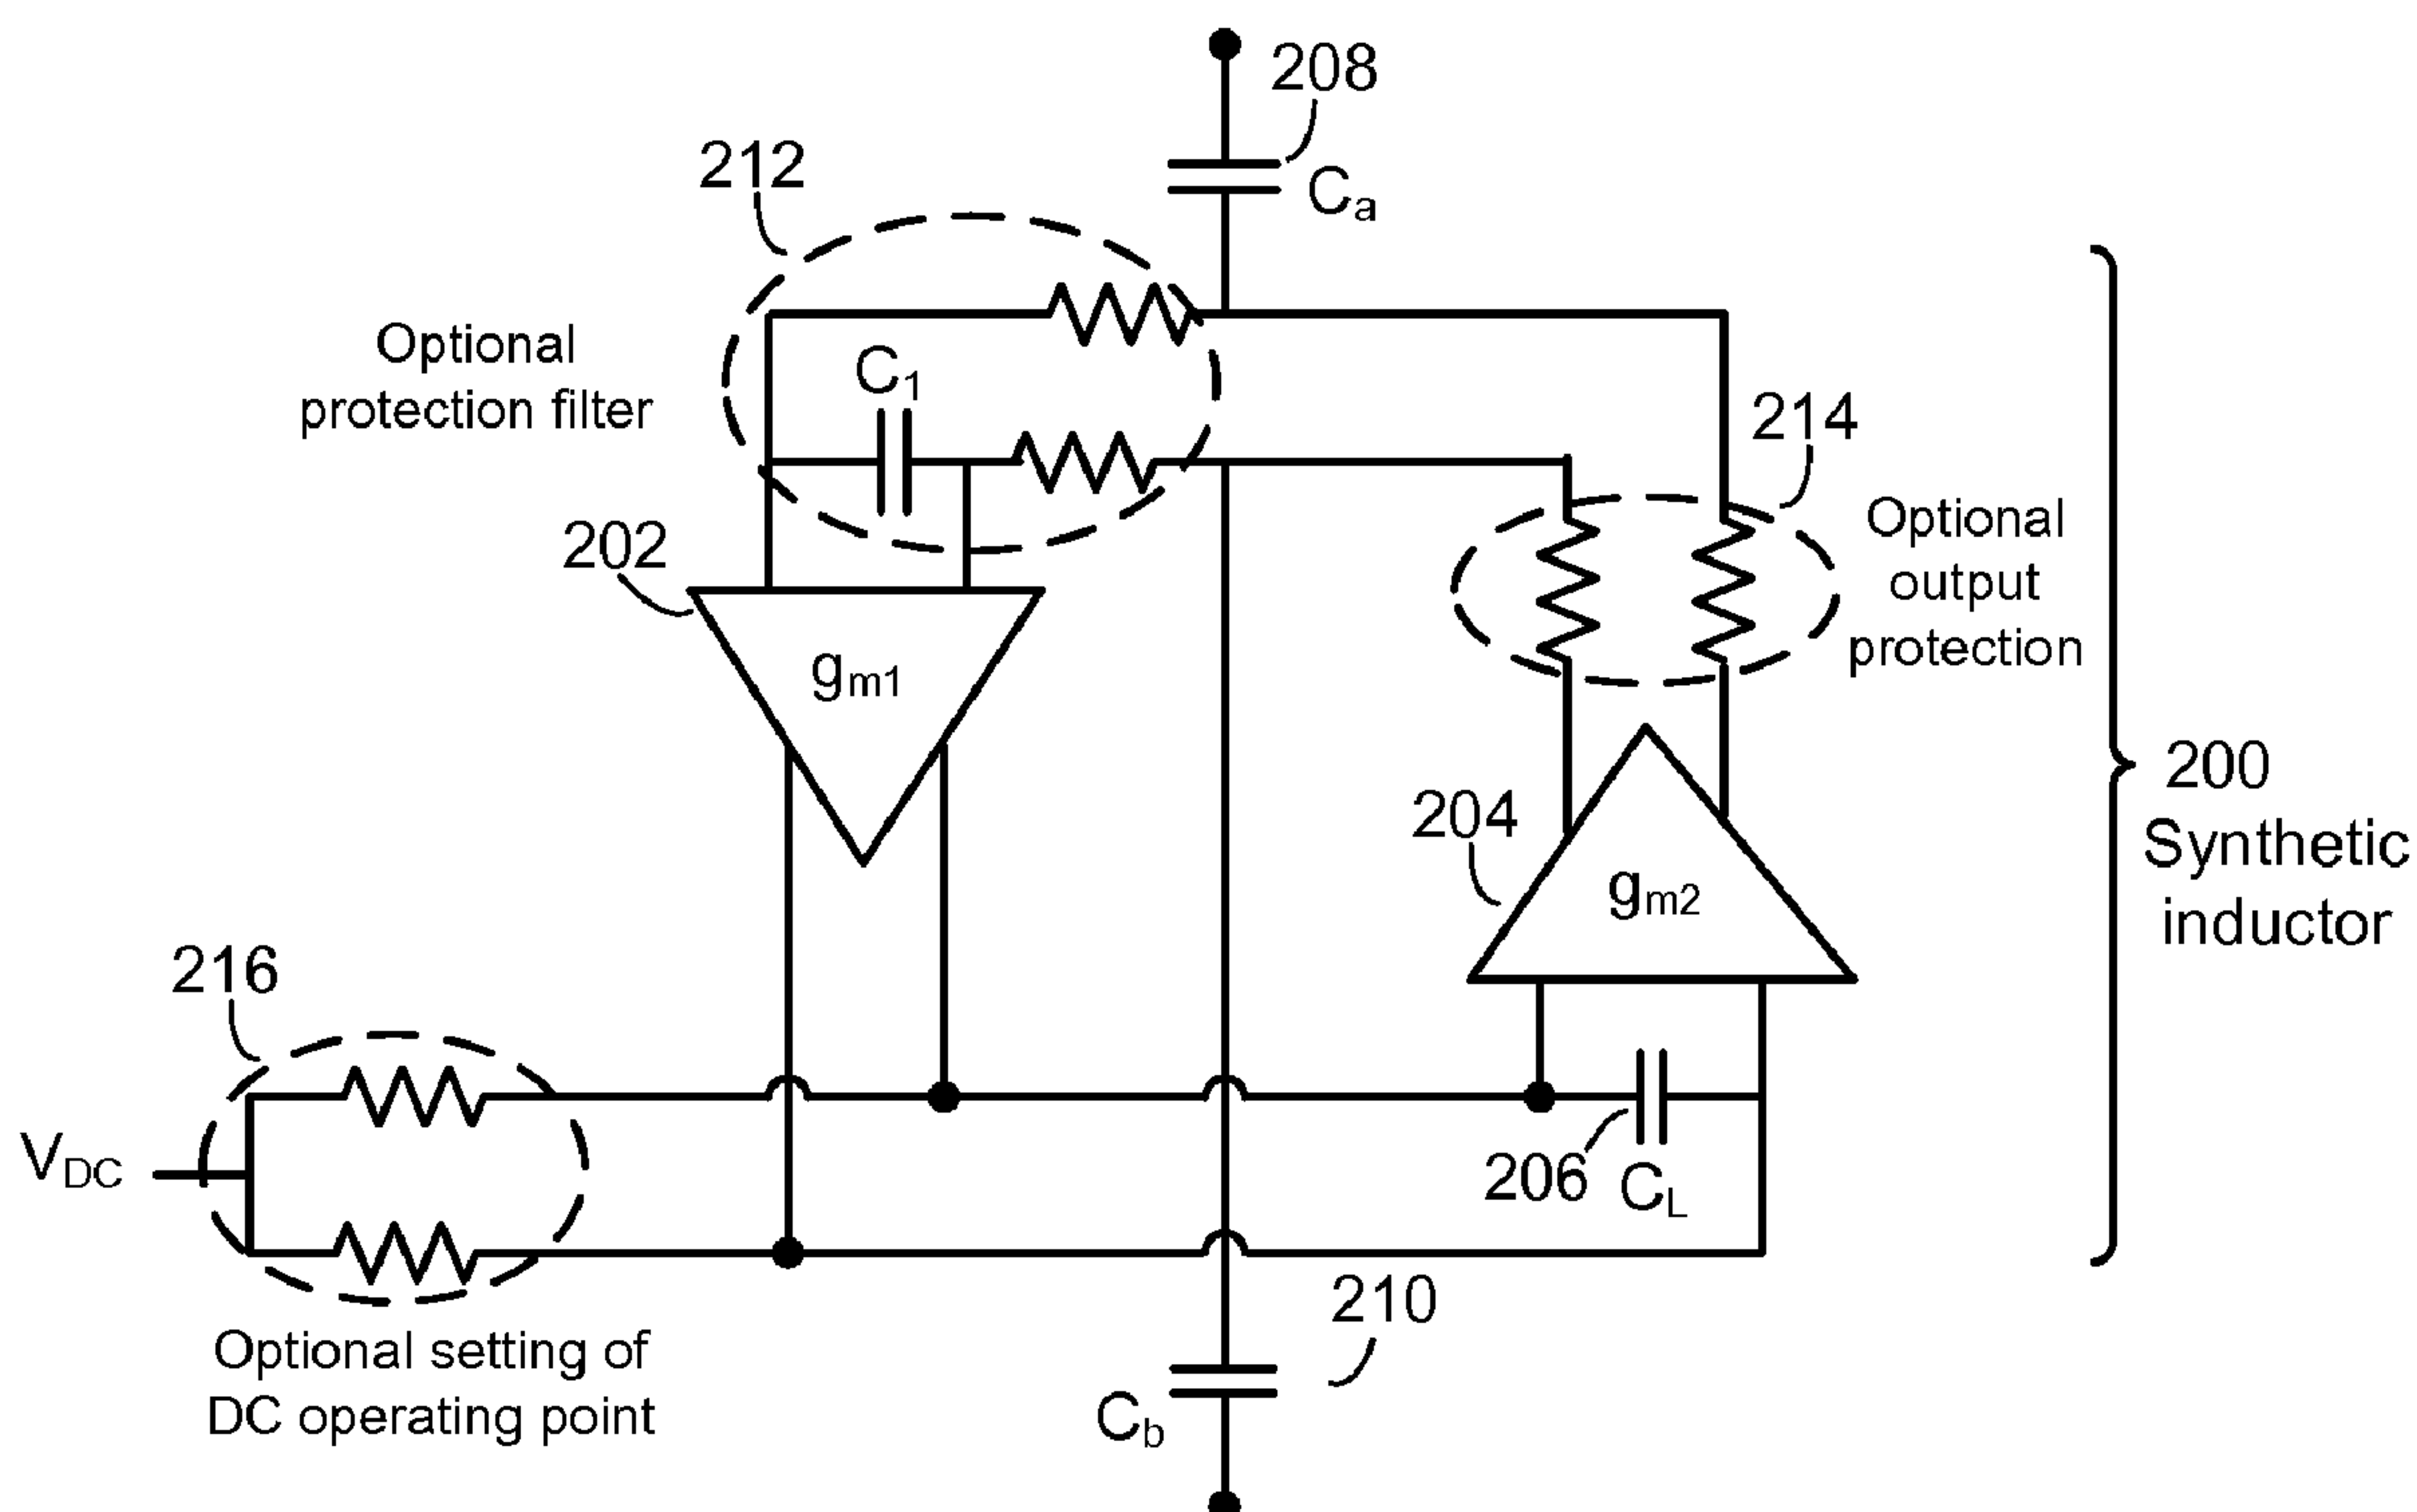 208
212
Ca
Optional
protection filter
C1
214
Optional
output
protection
202
gm1
200
Synthetic
inductor
204
gm2
216
VDC
206
CL
210
Optional setting of
DC operating point
Cb